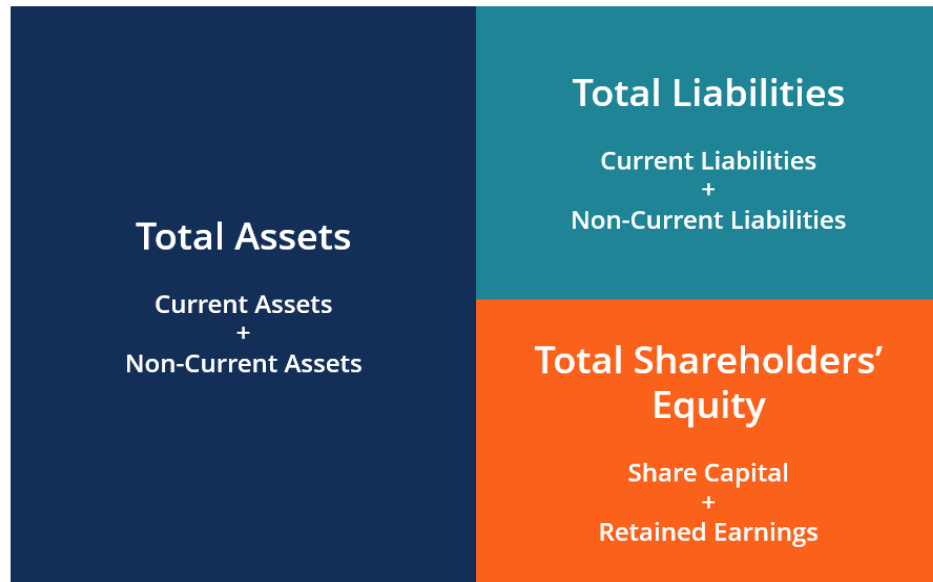 Total Assets
Current Assets
+
Non-Current Assets
Total Liabilities
Current Liabilities
+
Non-Current Liabilities
Total Shareholders’
Equity
Share Capital
+
Retained Earnings